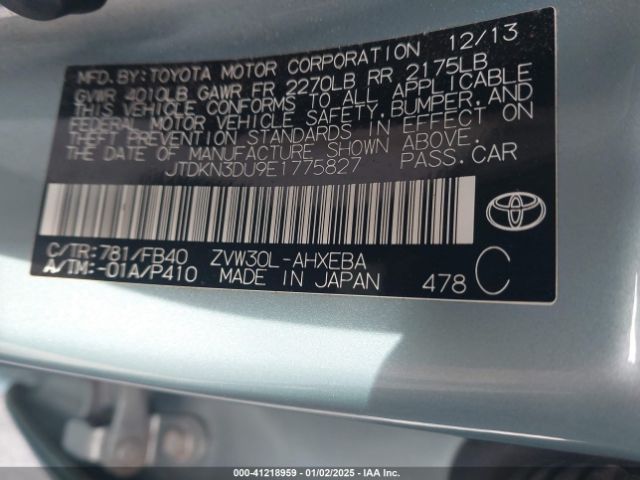 12/13
MFD. BY: TOYOTA MOTOR CORPORATION
GVWR 4010LB GAWR FR 2270LB RR 2175LB
THIS VEHICLE CONFORMS TO ALL APPLICABLE
FEDERAL MOTOR VEHICLE SAFETY, BUMPER, AND
THEFT PREVENTION STANDARDS IN EFFECT ON
THE DATE OF MANUFACTURE SHOWN ABOVE.
JTDKN3DU9E1775827 PASS. CAR
C/TR: 781/FB40 ZVW30L-AHXEBA
A/TM: -01A/P410 MADE IN JAPAN 478 C
000-41218959 — 01/02/2025 — IAA, Inc.